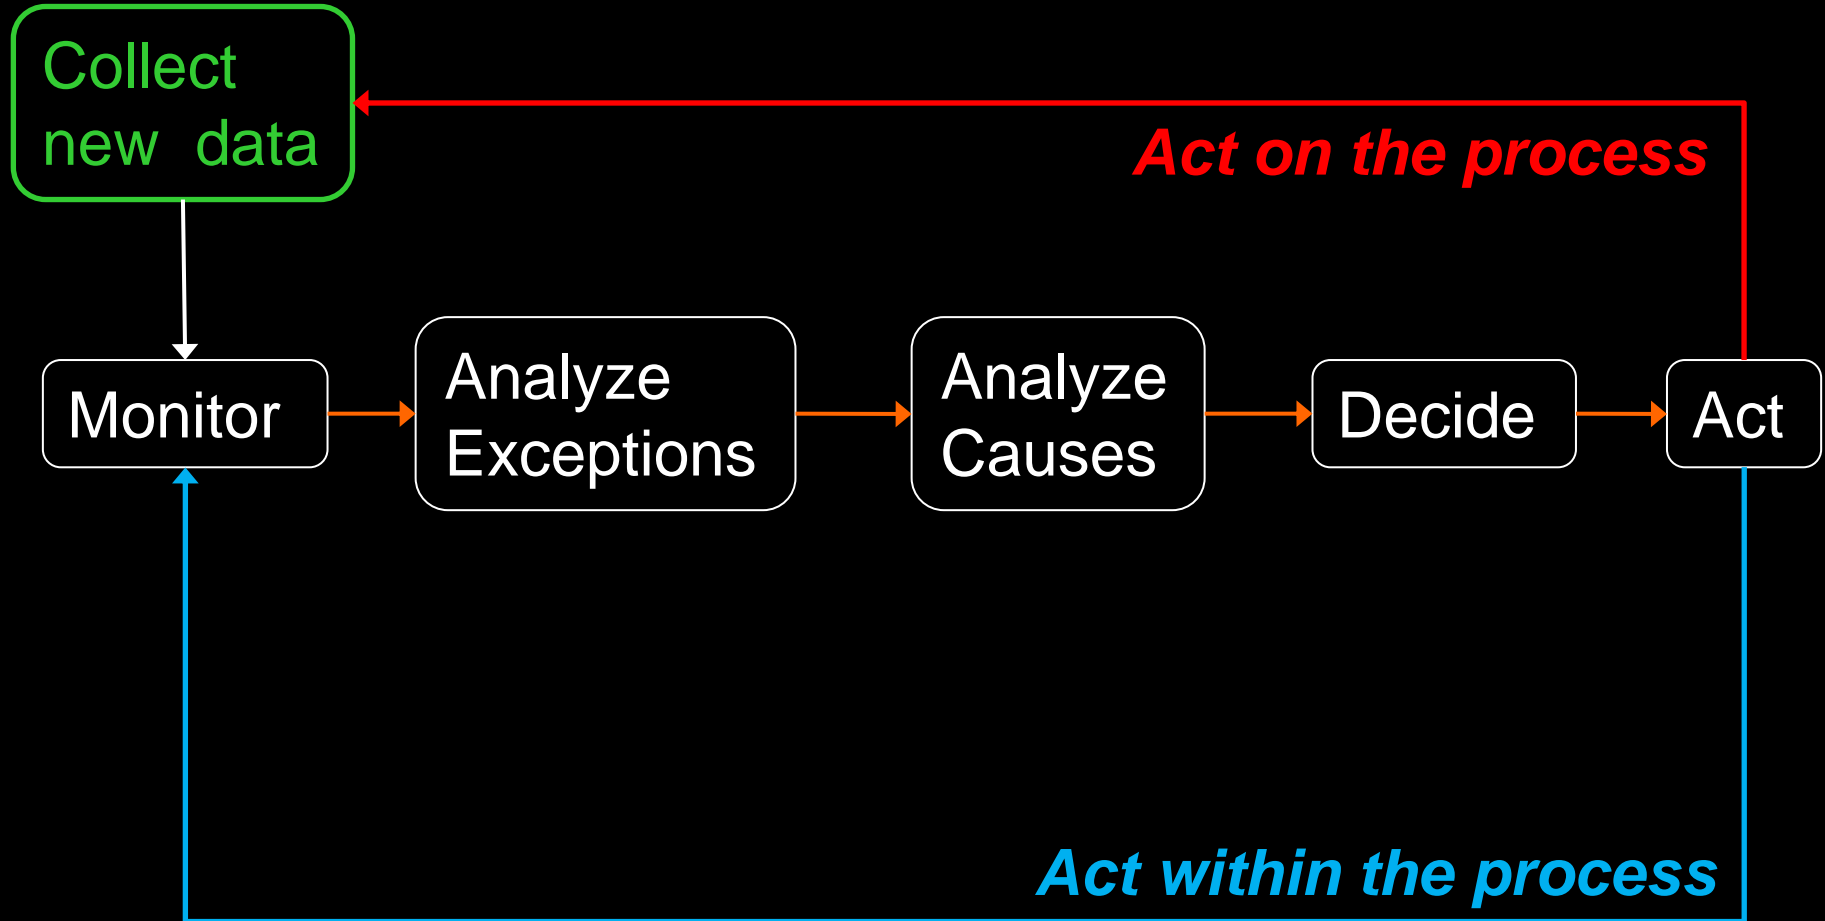 Collect
new data
Act on the process
Monitor
Analyze
Exceptions
Analyze
Causes
Decide
Act
Act within the process